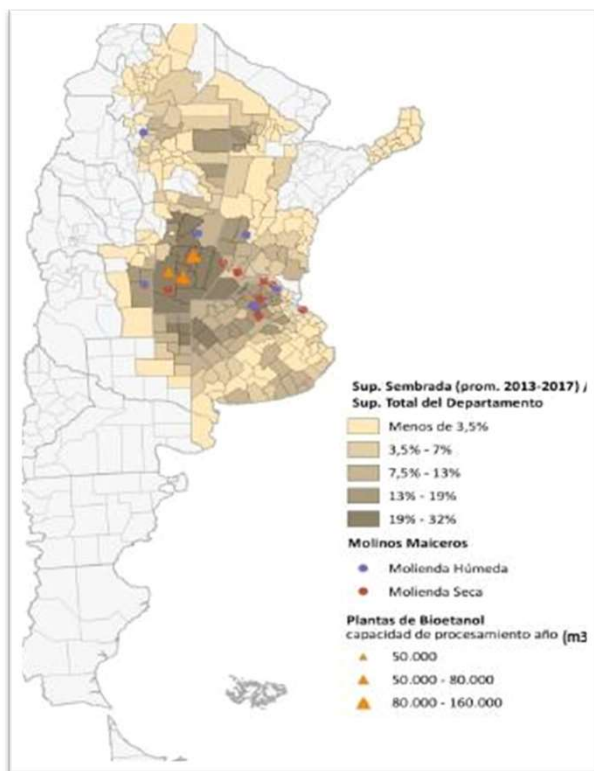 Sup. Sembrada (prom. 2013-2017) /
Sup. Total del Departamento
Menos de 3,5%
3,5% - 7%
7,5% - 13%
13% - 19%
19% - 32%
Molinos Maiceros
Molienda Húmeda
Molienda Seca
Plantas de Bioetanol
capacidad de procesamiento año (m3
50.000
50.000 - 80.000
80.000 - 160.000